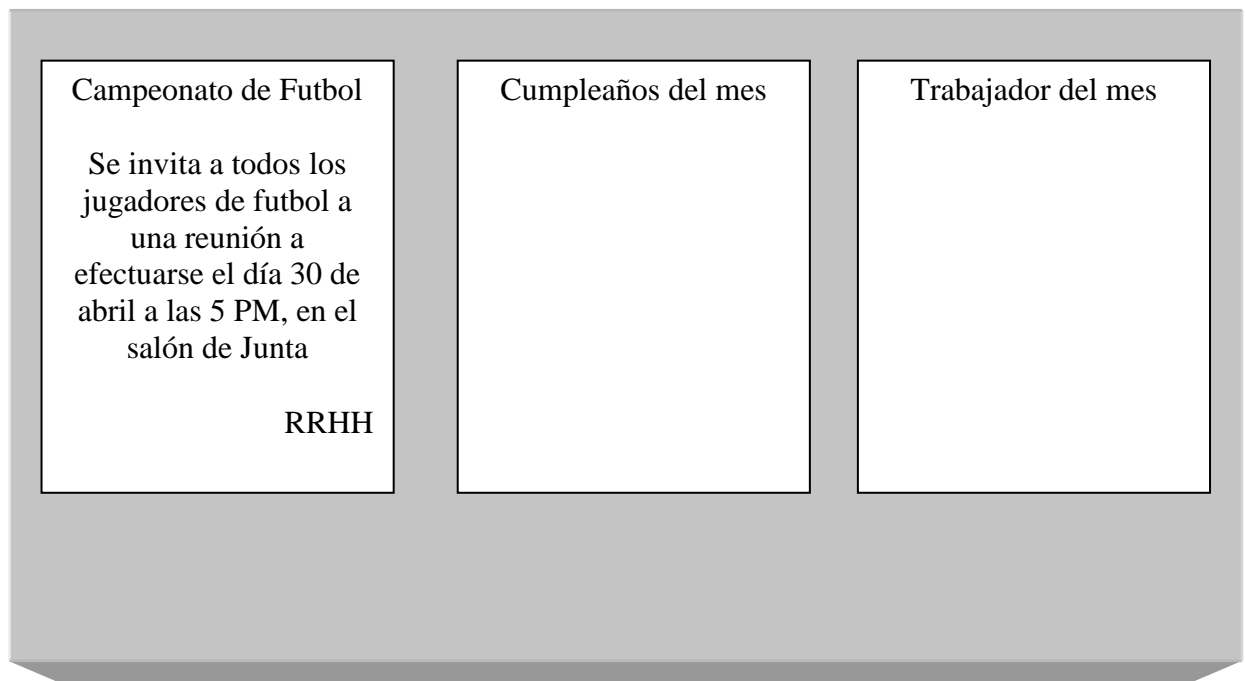 Campeonato de Futbol
Se invita a todos los
jugadores de futbol a
una reunión a
efectuarse el día 30 de
abril a las 5 PM, en el
salón de Junta
RRHH
Cumpleaños del mes
Trabajador del mes